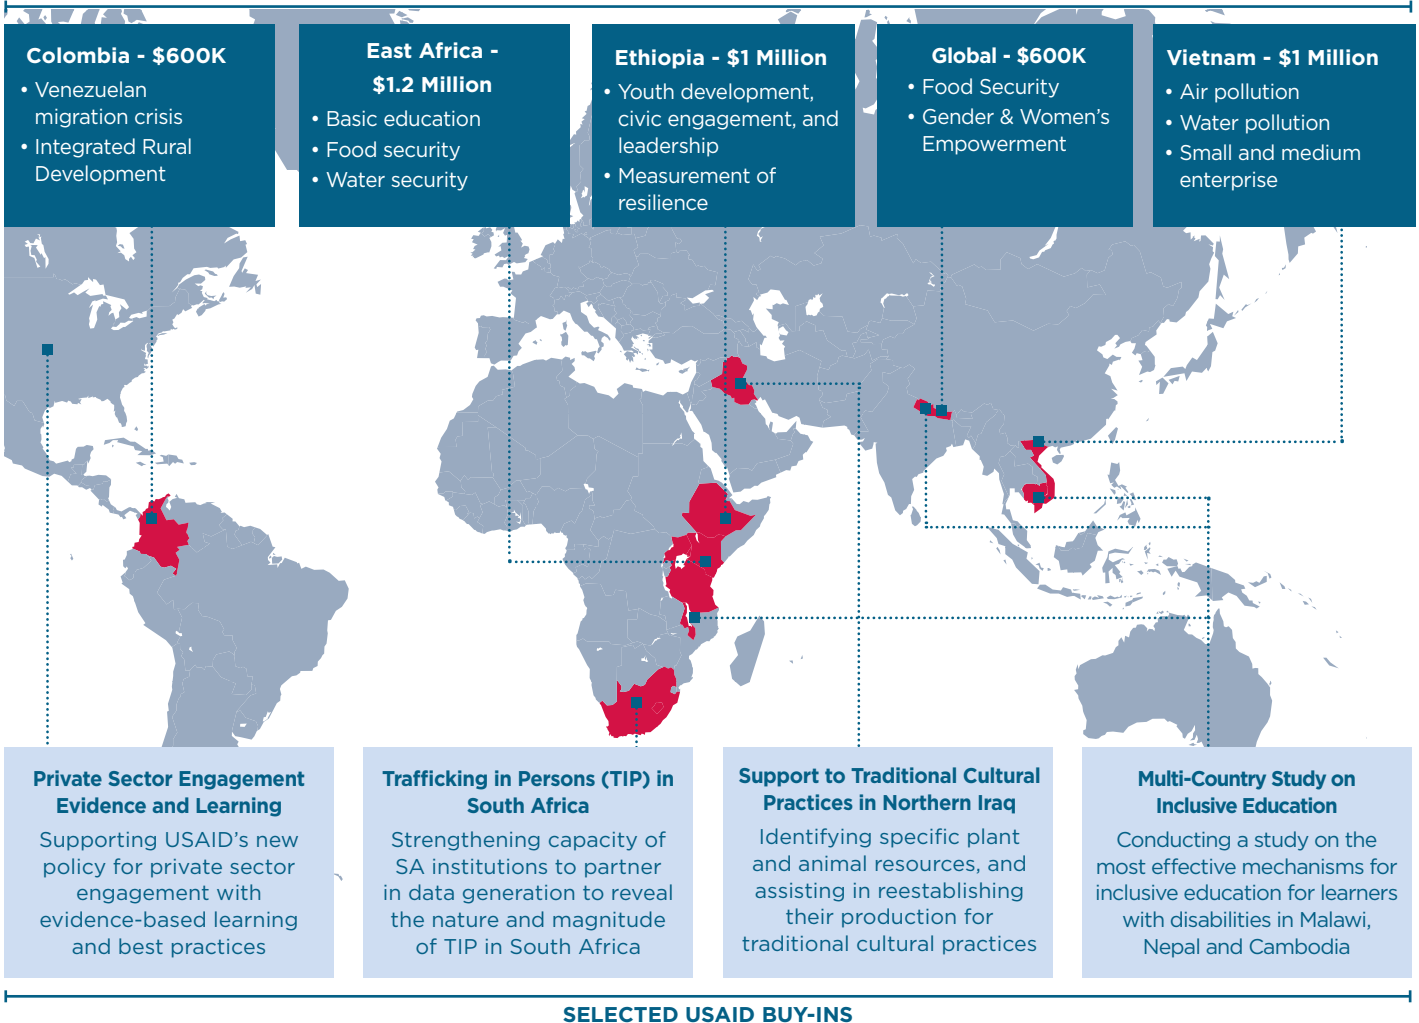 Colombia - $600K
• Venezuelan
migration crisis
• Integrated Rural
Development
East Africa -
$1.2 Million
• Basic education
• Food security
• Water security
Ethiopia - $1 Million
• Youth development,
civic engagement, and
leadership
• Measurement of
resilience
Global - $600K
• Food Security
• Gender & Women’s
Empowerment
Vietnam - $1 Million
• Air pollution
• Water pollution
• Small and medium
enterprise
Private Sector Engagement
Evidence and Learning
Supporting USAID’s new
policy for private sector
engagement with
evidence-based learning
and best practices
Trafficking in Persons (TIP) in
South Africa
Strengthening capacity of
SA institutions to partner
in data generation to reveal
the nature and magnitude
of TIP in South Africa
Support to Traditional Cultural
Practices in Northern Iraq
Identifying specific plant
and animal resources, and
assisting in reestablishing
their production for
traditional cultural practices
Multi-Country Study on
Inclusive Education
Conducting a study on the
most effective mechanisms for
inclusive education for learners
with disabilities in Malawi,
Nepal and Cambodia
SELECTED USAID BUY-INS